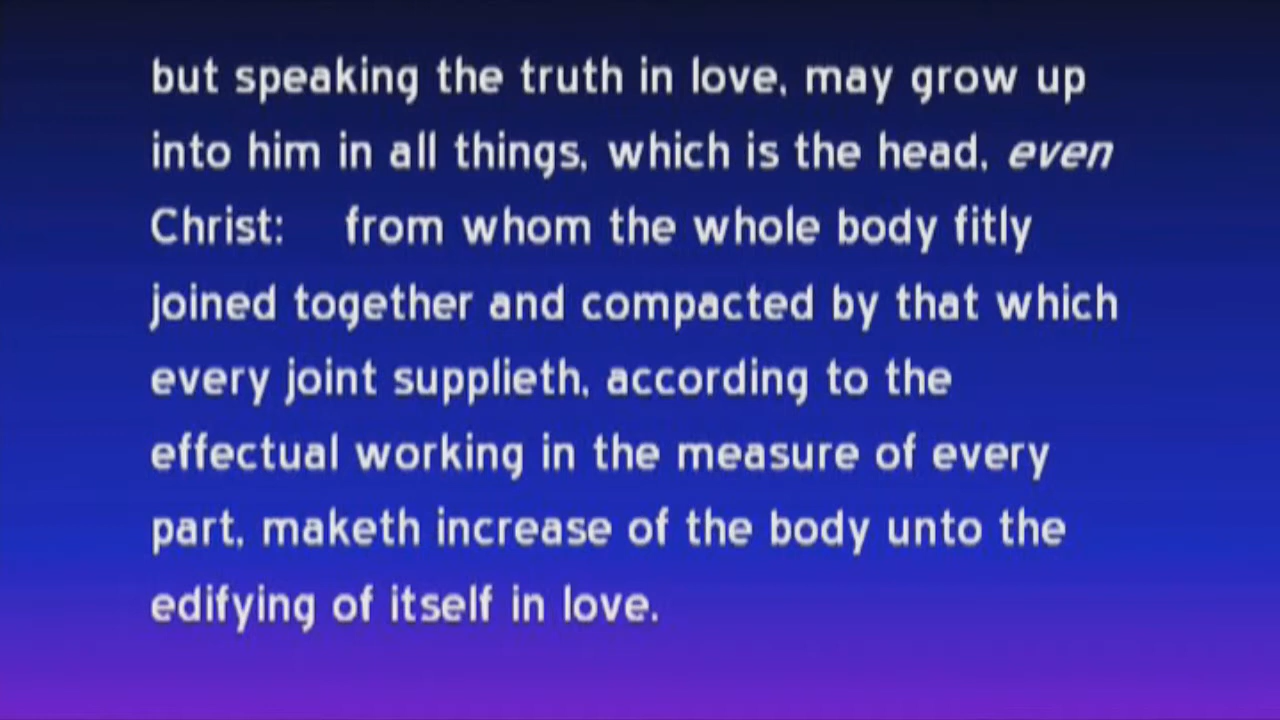 but speaking the truth in love, may grow up
into him in all things, which is the head, even
Christ: from whom the whole body fitly
joined together and compacted by that which
every joint supplieth, according to the
effectual working in the measure of every
part, maketh increase of the body unto the
edifying of itself in love.